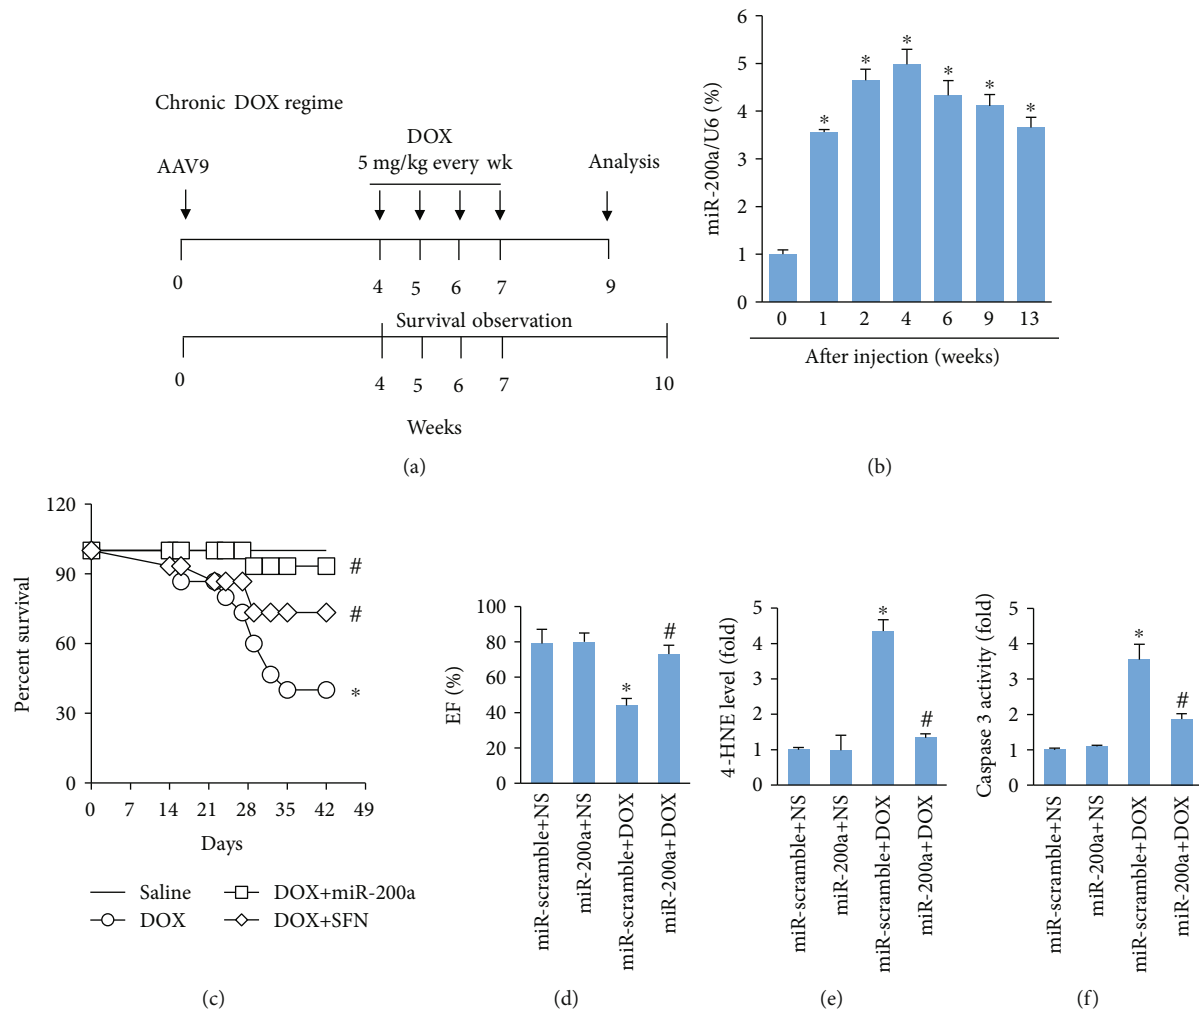 Chronic DOX regime
DOX
5 mg/kg every wk
AAV9
Analysis
0 4 5 6 7 9
Survival observation
0 4 5 6 7 10
Weeks
(a)
miR-200a/U6 (%)
6
5
4
3
2
1
0
* * * * * *
0 1 2 4 6 9 13
After injection (weeks)
(b)
Percent survival
120
90
60
30
0
#
#
*
0 7 14 21 28 35 42 49
Days
Saline
DOX+miR-200a
DOX
DOX+SFN
(c)
EF (%)
100
80
60
40
20
0
* #
miR-scramble+NS
miR-200a+NS
miR-scramble+DOX
miR-200a+DOX
(d)
4-HNE level (fold)
5
4
3
2
1
0
* #
miR-scramble+NS
miR-200a+NS
miR-scramble+DOX
miR-200a+DOX
(e)
Caspase 3 activity (fold)
5
4
3
2
1
0
* #
miR-scramble+NS
miR-200a+NS
miR-scramble+DOX
miR-200a+DOX
(f)